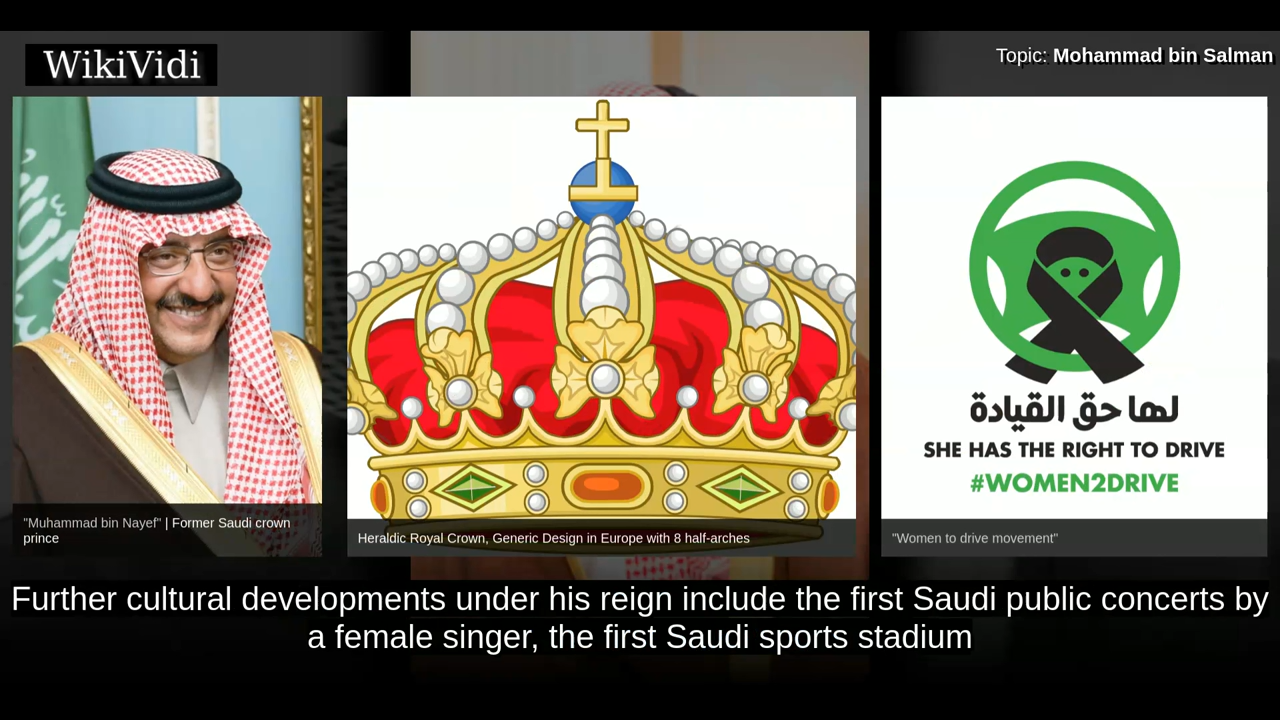 WikiVidi
Topic: Mohammad bin Salman
"Muhammad bin Nayef" | Former Saudi crown
prince
Heraldic Royal Crown, Generic Design in Europe with 8 half-arches
لها حق القيادة
SHE HAS THE RIGHT TO DRIVE
#WOMEN2DRIVE
"Women to drive movement"
Further cultural developments under his reign include the first Saudi public concerts by
a female singer, the first Saudi sports stadium